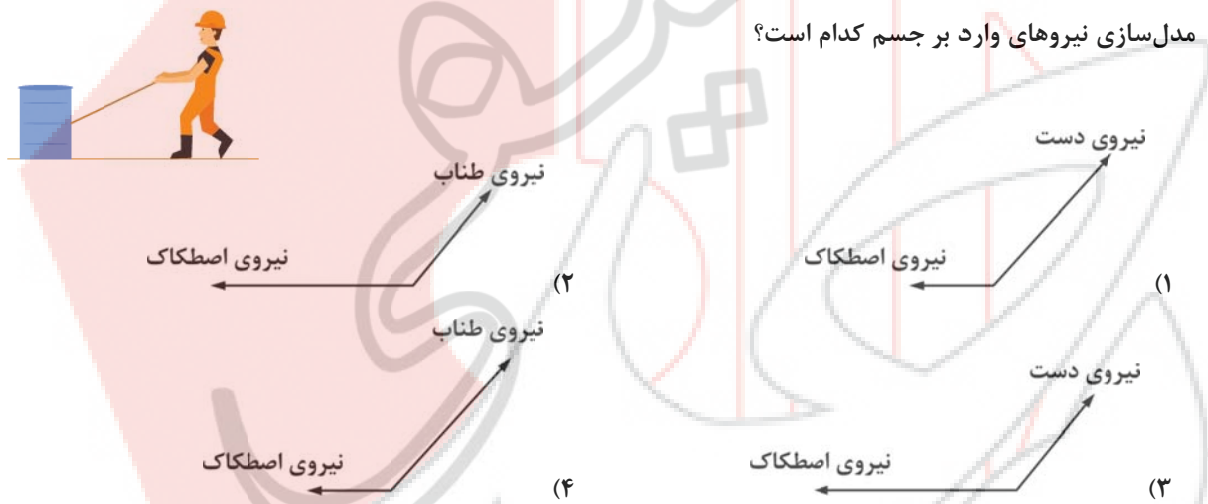 مدل‌سازی نیروهای وارد بر جسم کدام است؟
نیروی دست
نیروی اصطکاک
۱)
نیروی طناب
نیروی اصطکاک
۲)
نیروی دست
نیروی اصطکاک
۳)
نیروی طناب
نیروی اصطکاک
۴)